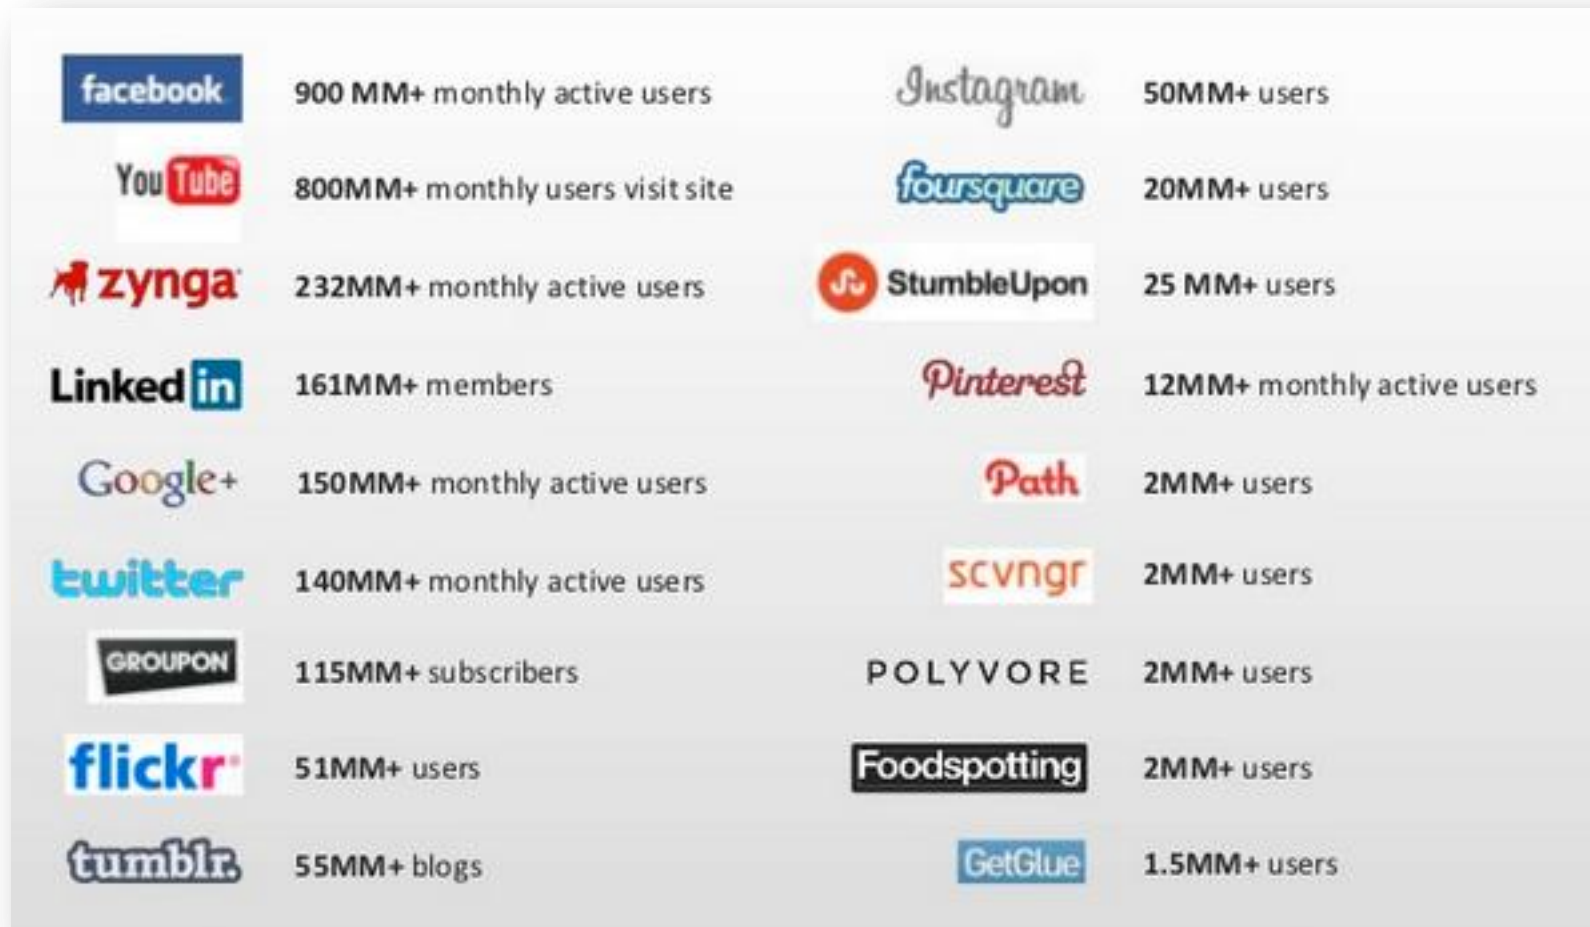 facebook 900 MM+ monthly active users
YouTube 800MM+ monthly users visit site
zynga 232MM+ monthly active users
Linked in 161MM+ members
Google+ 150MM+ monthly active users
twitter 140MM+ monthly active users
GROUPON 115MM+ subscribers
flickr 51MM+ users
tumblr. 55MM+ blogs
Instagram 50MM+ users
foursquare 20MM+ users
StumbleUpon 25 MM+ users
Pinterest 12MM+ monthly active users
Path 2MM+ users
scvngr 2MM+ users
POLYVORE 2MM+ users
Foodspotting 2MM+ users
GetGlue 1.5MM+ users